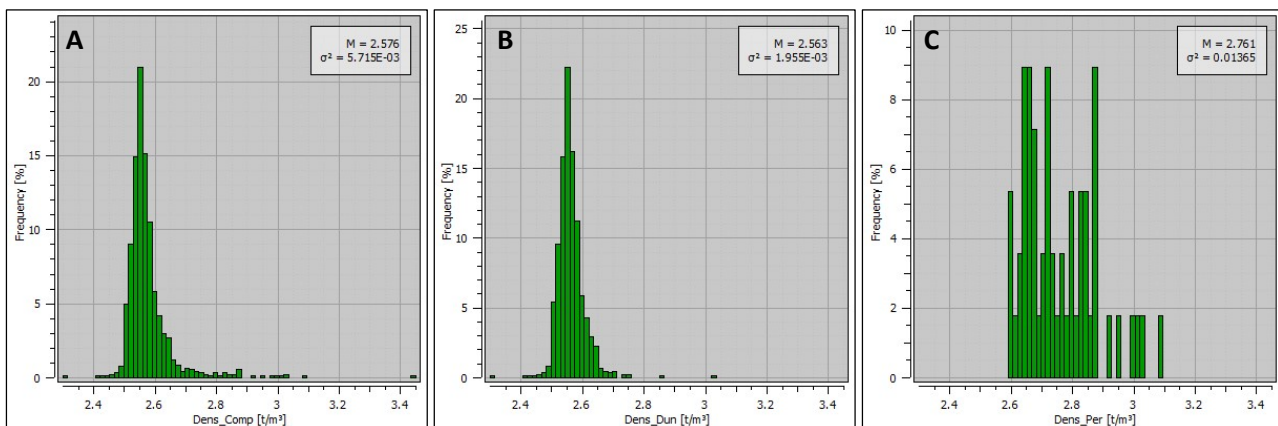 A
M = 2.576
σ² = 5.715E-03
Frequency [%]
20
15
10
5
0
2.4 2.6 2.8 3.0 3.2 3.4
Dens_Comp [t/m³]
B
M = 2.563
σ² = 1.955E-03
Frequency [%]
25
20
15
10
5
0
2.4 2.6 2.8 3.0 3.2 3.4
Dens_Dun [t/m³]
C
M = 2.761
σ² = 0.01365
Frequency [%]
10
8
6
4
2
0
2.4 2.6 2.8 3.0 3.2 3.4
Dens_Per [t/m³]